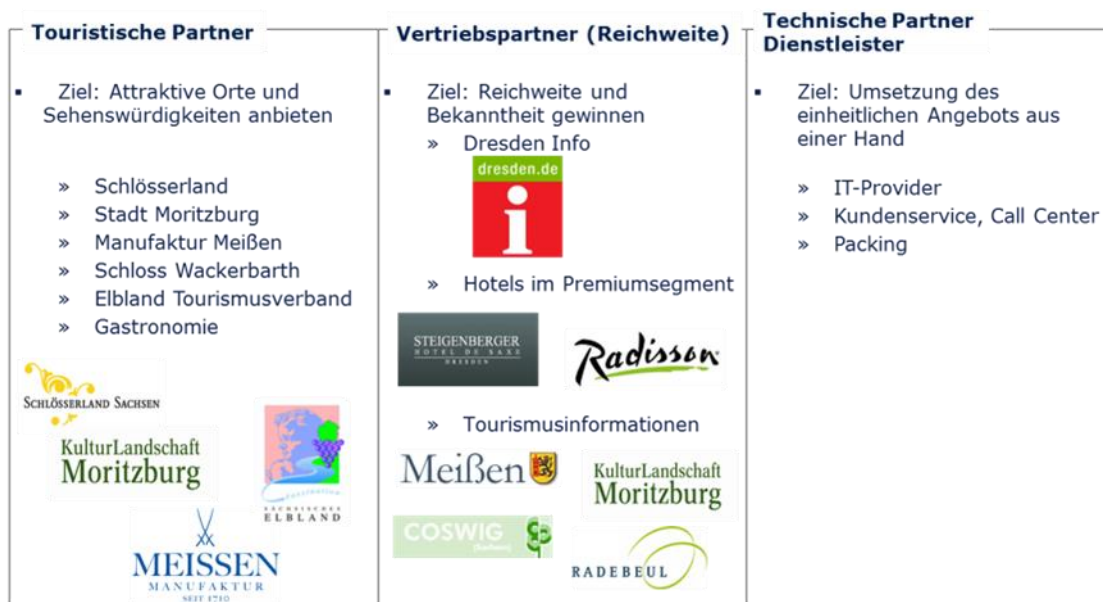 Touristische Partner
Ziel: Attraktive Orte und
Sehenswürdigkeiten anbieten
» Schlösserland
» Stadt Moritzburg
» Manufaktur Meißen
» Schloss Wackerbarth
» Elbland Tourismusverband
» Gastronomie
SCHLÖSSERLAND SACHSEN
KulturLandschaft
Moritzburg
SÄCHSISCHES
ELBLAND
MEISSEN
MANUFAKTUR
SEIT 1710
Vertriebspartner (Reichweite)
Ziel: Reichweite und
Bekanntheit gewinnen
» Dresden Info
dresden.de
i
» Hotels im Premiumsegment
STEIGENBERGER
HOTEL DE SAXE
DRESDEN
Radisson
» Tourismusinformationen
Meißen
KulturLandschaft
Moritzburg
COSWIG
RADEBEUL
Technische Partner
Dienstleister
Ziel: Umsetzung des
einheitlichen Angebots aus
einer Hand
» IT-Provider
» Kundenservice, Call Center
» Packing